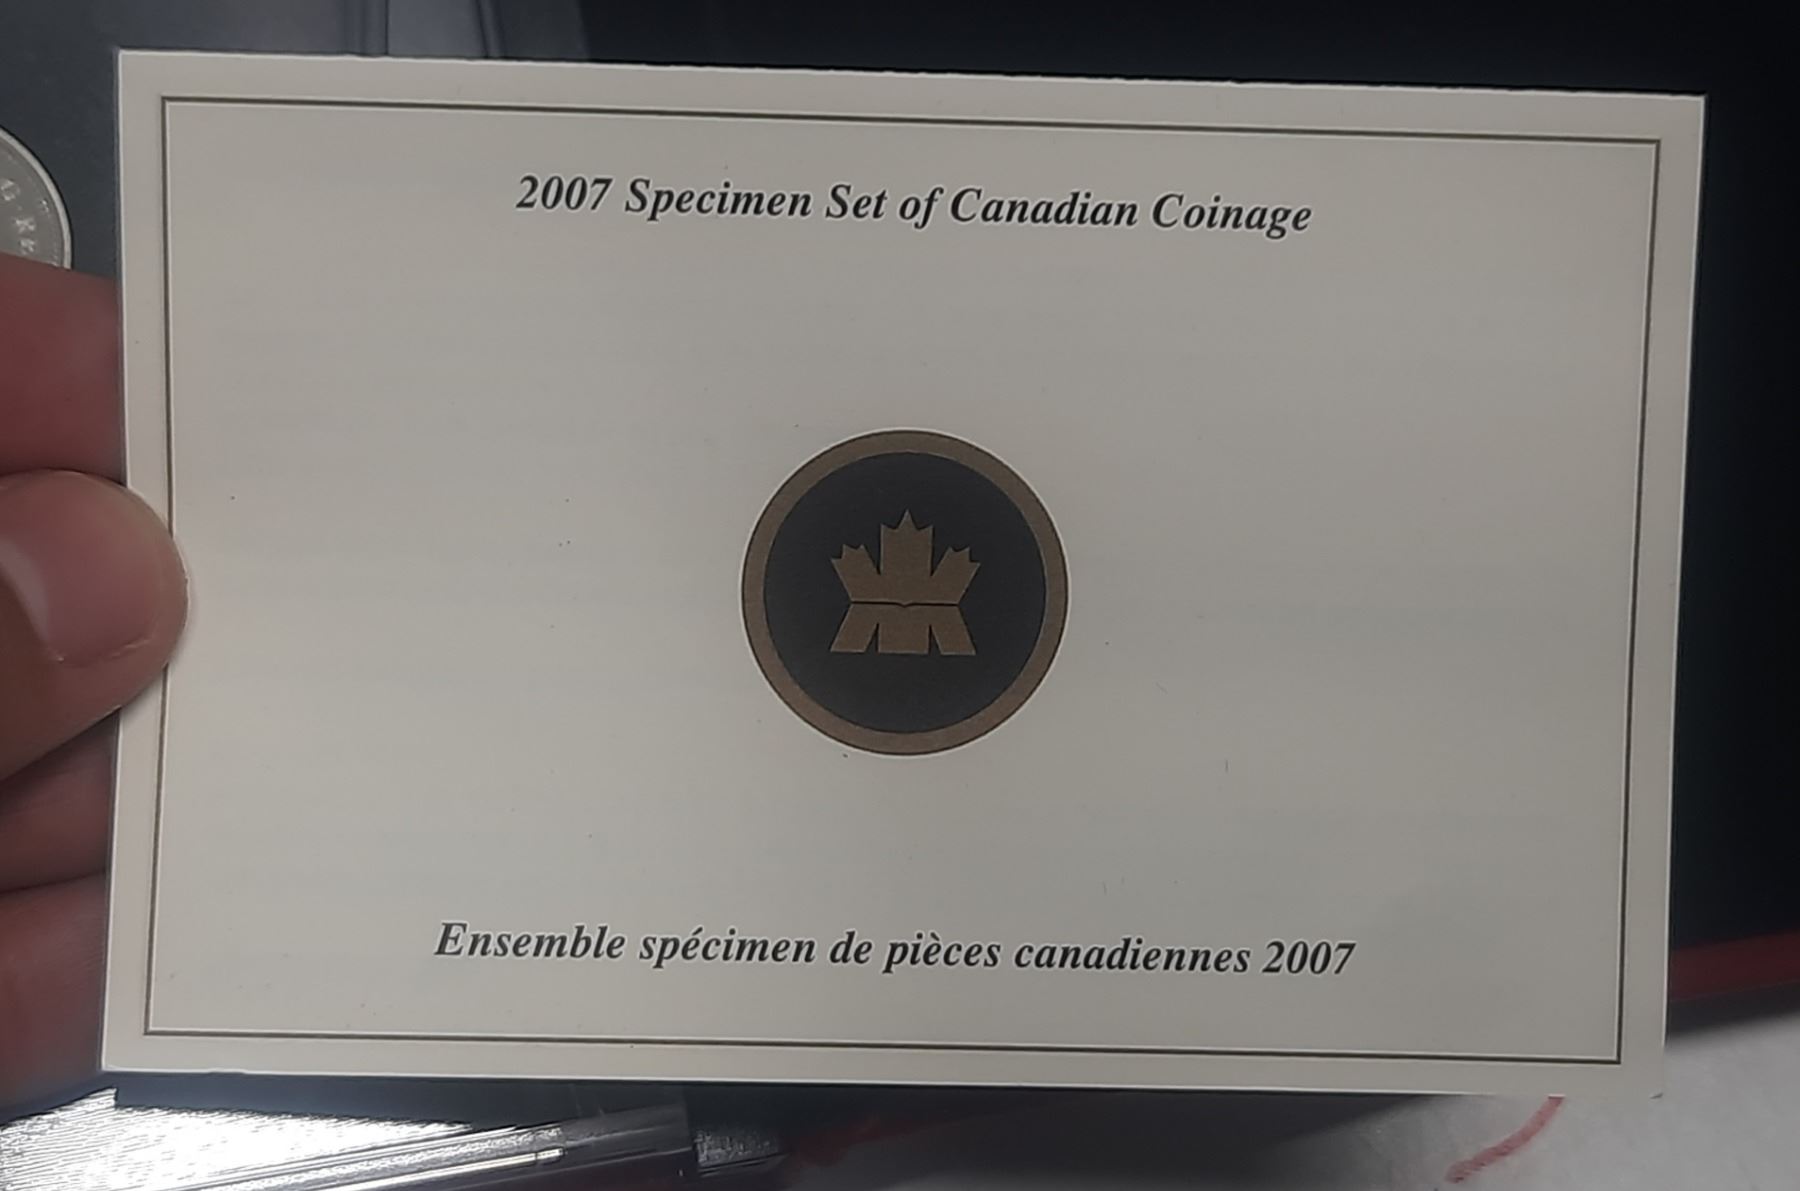 2007 Specimen Set of Canadian Coinage
Ensemble spécimen de pièces canadiennes 2007